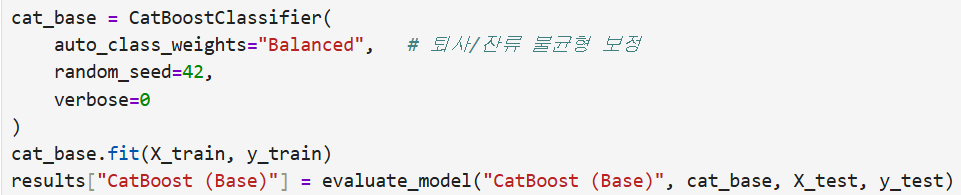 cat_base = CatBoostClassifier(
    auto_class_weights="Balanced",   # 퇴사/잔류 불균형 보정
    random_seed=42,
    verbose=0
)
cat_base.fit(X_train, y_train)
results["CatBoost (Base)"] = evaluate_model("CatBoost (Base)", cat_base, X_test, y_test)